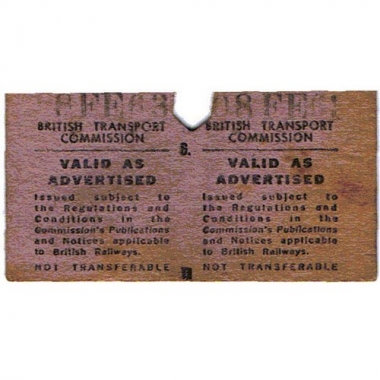 BRITISH TRANSPORT
COMMISSION
VALID AS
ADVERTISED
Issued subject to
the Regulations and
Conditions in the
Commission's Publications
and Notices applicable
to British Railways.
NOT TRANSFERABLE
6.
BRITISH TRANSPORT
COMMISSION
VALID AS
ADVERTISED
Issued subject to
the Regulations and
Conditions in the
Commission's Publications
and Notices applicable
to British Railways.
NOT TRANSFERABLE